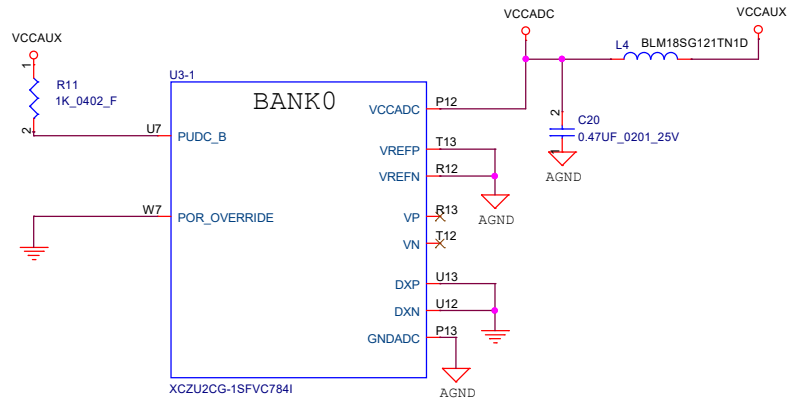 VCCADC
VCCAUX
VCCAUX
L4
BLM18SG121TN1D
1
R11
1K_0402_F
2
U3-1
BANK0
VCCADC
P12
2
C20
0.47UF_0201_25V
1
AGND
U7
PUDC_B
VREFP
T13
VREFN
R12
AGND
W7
POR_OVERRIDE
VP
R13
VN
T12
DXP
U13
DXN
U12
GNDADC
P13
AGND
XCZU2CG-1SFVC784I